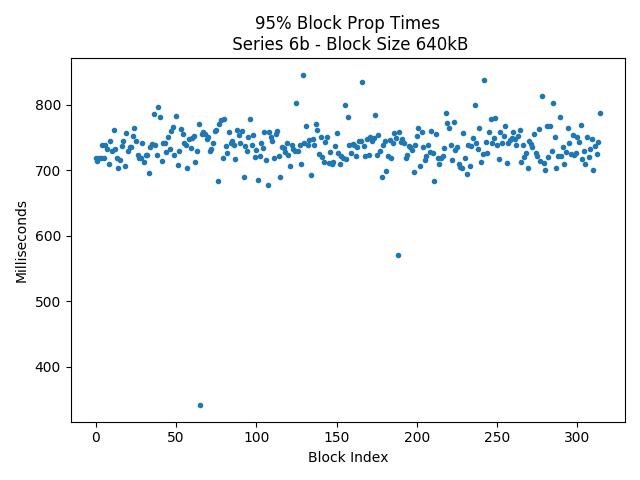 95% Block Prop Times
Series 6b - Block Size 640kB
Milliseconds
800
700
600
500
400
0 50 100 150 200 250 300
Block Index